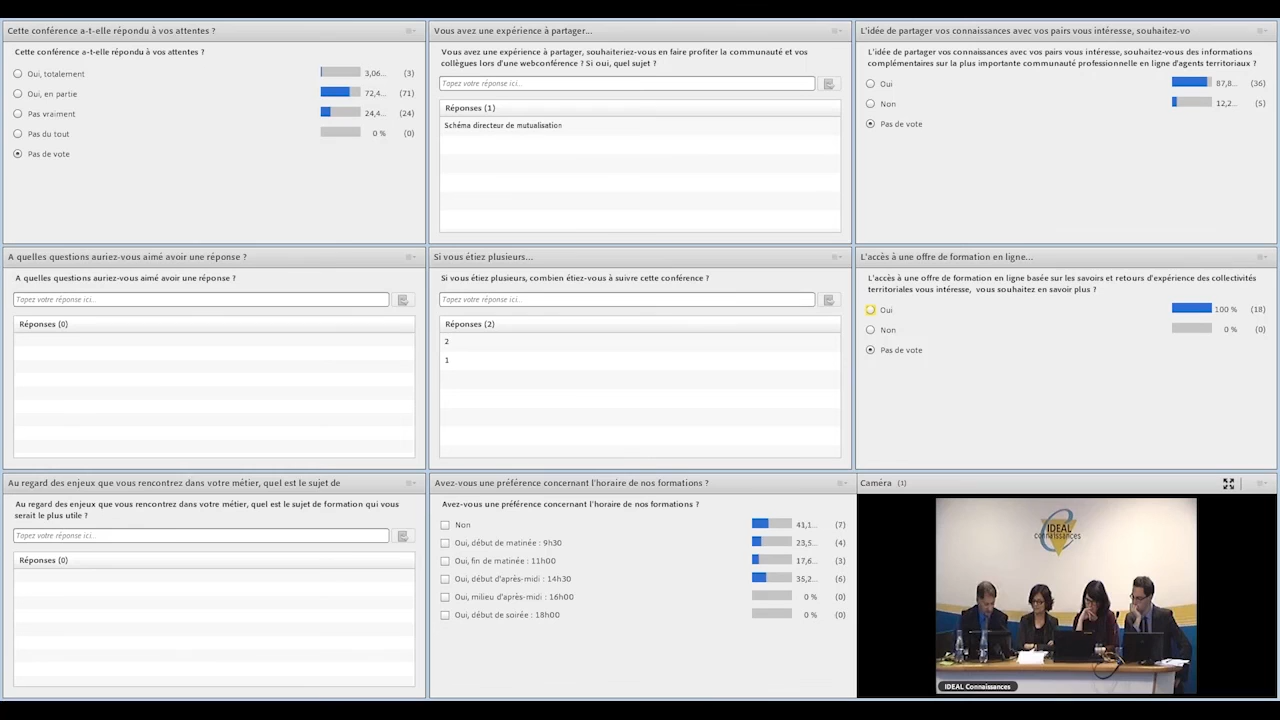 Cette conférence a-t-elle répondu à vos attentes ?
Cette conférence a-t-elle répondu à vos attentes ?
Oui, totalement 3,06... (3)
Oui, en partie 72,4... (71)
Pas vraiment 24,4... (24)
Pas du tout 0 % (0)
Pas de vote
Vous avez une expérience à partager...
Vous avez une expérience à partager, souhaiteriez-vous en faire profiter la communauté et vos
collègues lors d'une webconférence ? Si oui, quel sujet ?
Tapez votre réponse ici...
Réponses (1)
Schéma directeur de mutualisation
L'idée de partager vos connaissances avec vos pairs vous intéresse, souhaitez-vo
L'idée de partager vos connaissances avec vos pairs vous intéresse, souhaitez-vous des informations
complémentaires sur la plus importante communauté professionnelle en ligne d'agents territoriaux ?
Oui 87,8... (36)
Non 12,2... (5)
Pas de vote
A quelles questions auriez-vous aimé avoir une réponse ?
A quelles questions auriez-vous aimé avoir une réponse ?
Tapez votre réponse ici...
Réponses (0)
Si vous étiez plusieurs...
Si vous étiez plusieurs, combien étiez-vous à suivre cette conférence ?
Tapez votre réponse ici...
Réponses (2)
2
1
L'accès à une offre de formation en ligne...
L'accès à une offre de formation en ligne basée sur les savoirs et retours d'expérience des collectivités
territoriales vous intéresse, vous souhaitez en savoir plus ?
Oui 100 % (18)
Non 0 % (0)
Pas de vote
Au regard des enjeux que vous rencontrez dans votre métier, quel est le sujet de
Au regard des enjeux que vous rencontrez dans votre métier, quel est le sujet de formation qui vous
serait le plus utile ?
Tapez votre réponse ici...
Réponses (0)
Avez-vous une préférence concernant l'horaire de nos formations ?
Avez-vous une préférence concernant l'horaire de nos formations ?
Non 41,1... (7)
Oui, début de matinée : 9h30 23,5... (4)
Oui, fin de matinée : 11h00 17,6... (3)
Oui, début d'après-midi : 14h30 35,2... (6)
Oui, milieu d'après-midi : 16h00 0 % (0)
Oui, début de soirée : 18h00 0 % (0)
Caméra (1)
IDEAL
connaissances
IDEAL Connaissances